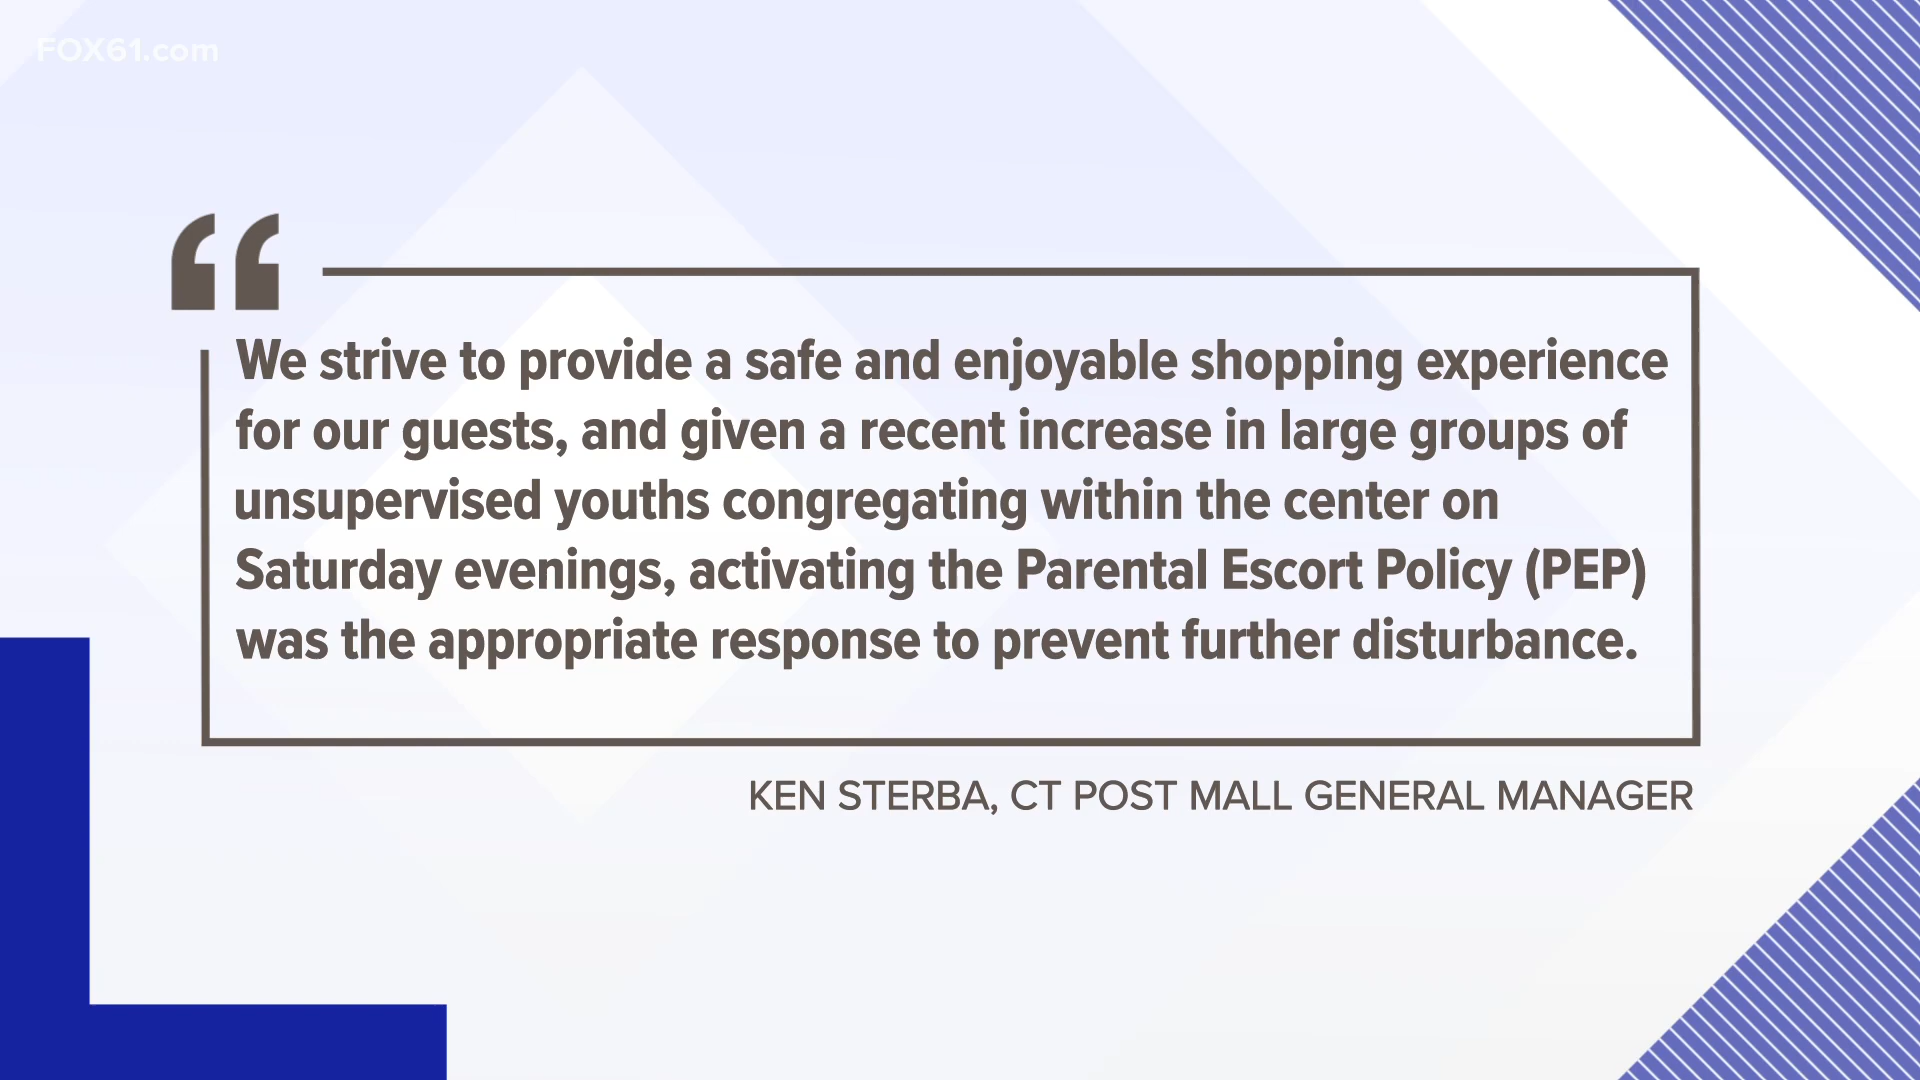 FOX61.com
“
We strive to provide a safe and enjoyable shopping experience
for our guests, and given a recent increase in large groups of
unsupervised youths congregating within the center on
Saturday evenings, activating the Parental Escort Policy (PEP)
was the appropriate response to prevent further disturbance.
KEN STERBA, CT POST MALL GENERAL MANAGER